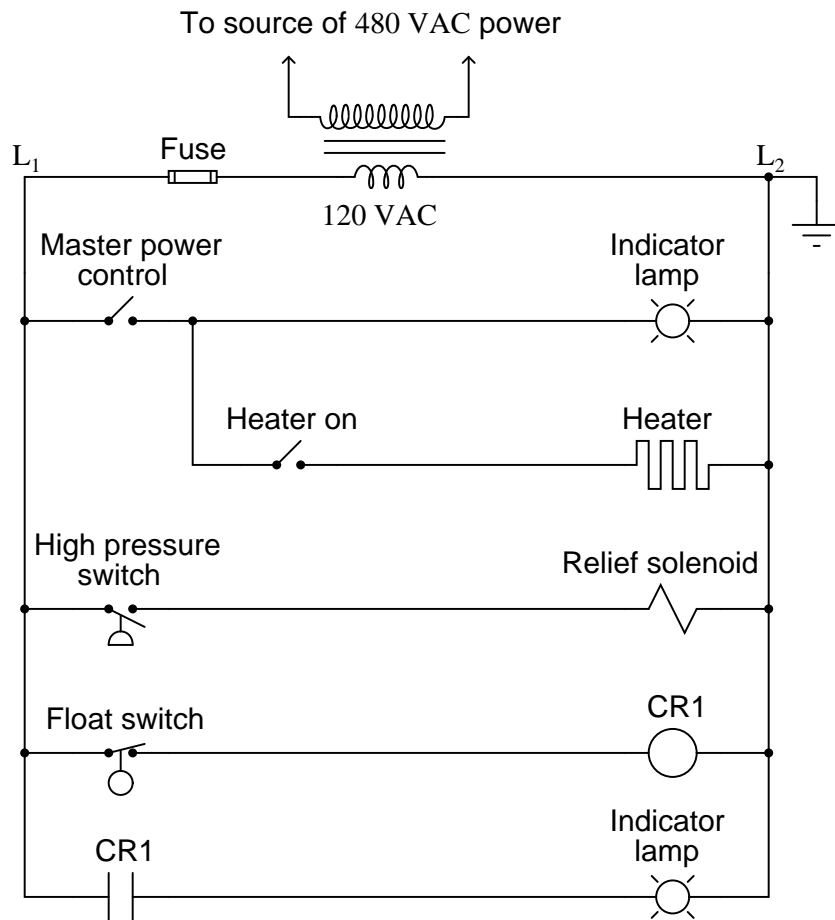 To source of 480 VAC power
L1
Fuse
L2
120 VAC
Master power
control
Indicator
lamp
Heater on
Heater
High pressure
switch
Relief solenoid
Float switch
CR1
CR1
Indicator
lamp